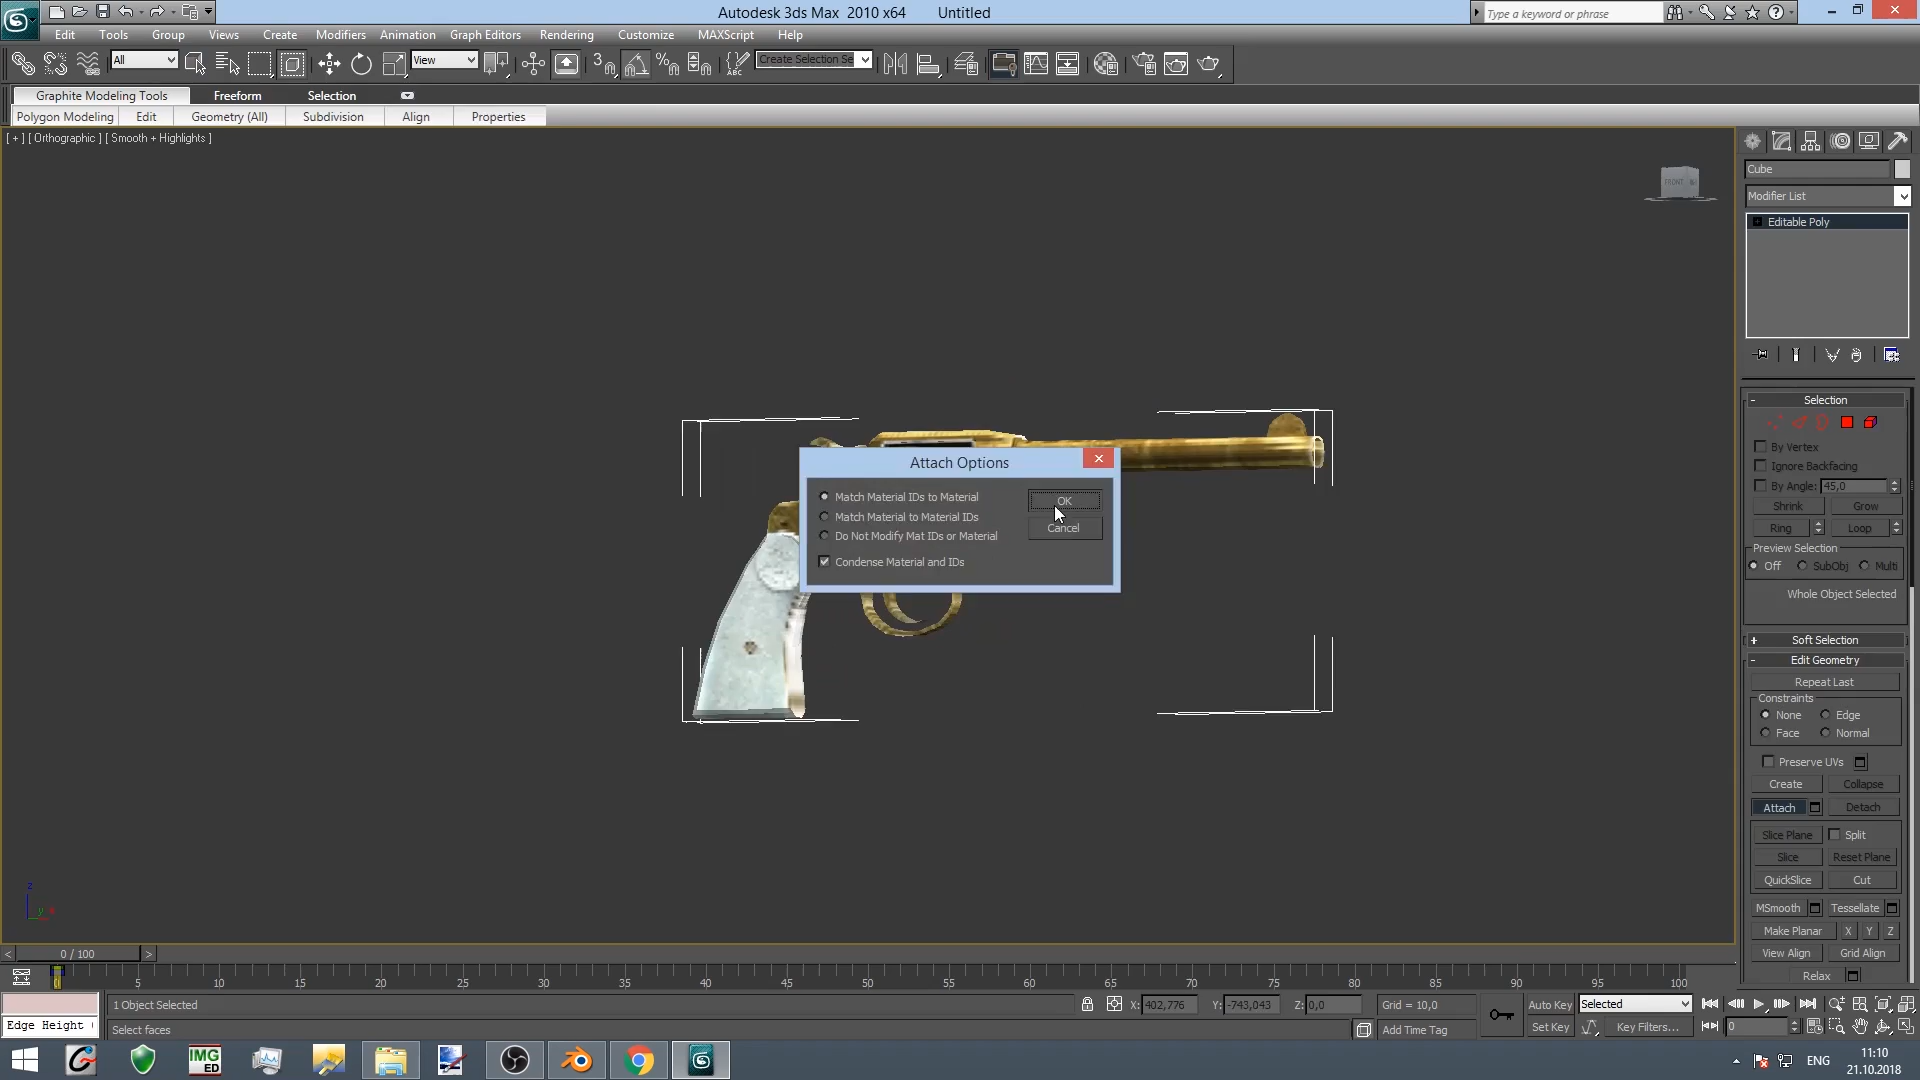 Autodesk 3ds Max 2010 x64 Untitled
Type a keyword or phrase
Edit Tools Group Views Create Modifiers Animation Graph Editors Rendering Customize MAXScript Help
All
View
Create Selection Se
Graphite Modeling Tools Freeform Selection
Polygon Modeling Edit Geometry (All) Subdivision Align Properties
[ + ] [ Orthographic ] [ Smooth + Highlights ]
FRONT
Cube
Modifier List
Editable Poly
Attach Options
Match Material IDs to Material
Match Material to Material IDs
Do Not Modify Mat IDs or Material
Condense Material and IDs
OK
Cancel
Selection
By Vertex
Ignore Backfacing
By Angle: 45,0
Shrink Grow
Ring Loop
Preview Selection
Off SubObj Multi
Whole Object Selected
Soft Selection
Edit Geometry
Repeat Last
Constraints
None Edge
Face Normal
Preserve UVs
Create Collapse
Attach Detach
Slice Plane Split
Slice Reset Plane
QuickSlice Cut
MSmooth Tessellate
Make Planar X Y Z
View Align Grid Align
Relax
z
y
x
0 / 100
5 10 15 20 25 30 35 40 45 50 55 60 65 70 75 80 85 90 95 100
1 Object Selected
X: 402,776 Y: -743,043 Z: 0,0
Grid = 10,0
Auto Key
Selected
Edge Height
Select faces
Add Time Tag
Set Key
Key Filters...
0
IMG
ED
ENG
11:10
21.10.2018